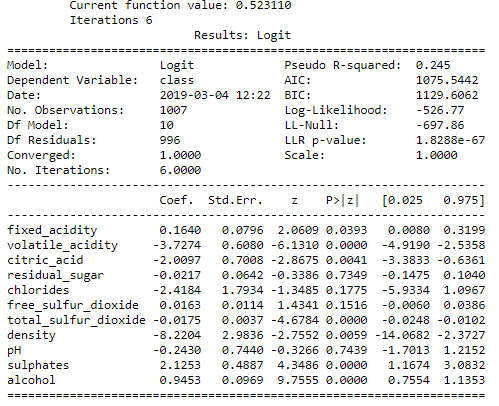 Current function value: 0.523110
Iterations 6
Results: Logit
=================================================================
Model: Logit Pseudo R-squared: 0.245
Dependent Variable: class AIC: 1075.5442
Date: 2019-03-04 12:22 BIC: 1129.6062
No. Observations: 1007 Log-Likelihood: -526.77
Df Model: 10 LL-Null: -697.86
Df Residuals: 996 LLR p-value: 1.8288e-67
Converged: 1.0000 Scale: 1.0000
No. Iterations: 6.0000
-----------------------------------------------------------------
Coef. Std.Err. z P>|z| [0.025 0.975]
-----------------------------------------------------------------
fixed_acidity 0.1640 0.0796 2.0609 0.0393 0.0080 0.3199
volatile_acidity -3.7274 0.6080 -6.1310 0.0000 -4.9190 -2.5358
citric_acid -2.0097 0.7008 -2.8675 0.0041 -3.3833 -0.6361
residual_sugar -0.0217 0.0642 -0.3386 0.7349 -0.1475 0.1040
chlorides -2.4184 1.7934 -1.3485 0.1775 -5.9334 1.0967
free_sulfur_dioxide 0.0163 0.0114 1.4341 0.1516 -0.0060 0.0386
total_sulfur_dioxide -0.0175 0.0037 -4.6784 0.0000 -0.0248 -0.0102
density -8.2204 2.9836 -2.7552 0.0059 -14.0682 -2.3727
pH -0.2430 0.7440 -0.3266 0.7439 -1.7013 1.2152
sulphates 2.1253 0.4887 4.3486 0.0000 1.1674 3.0832
alcohol 0.9453 0.0969 9.7555 0.0000 0.7554 1.1353
=================================================================